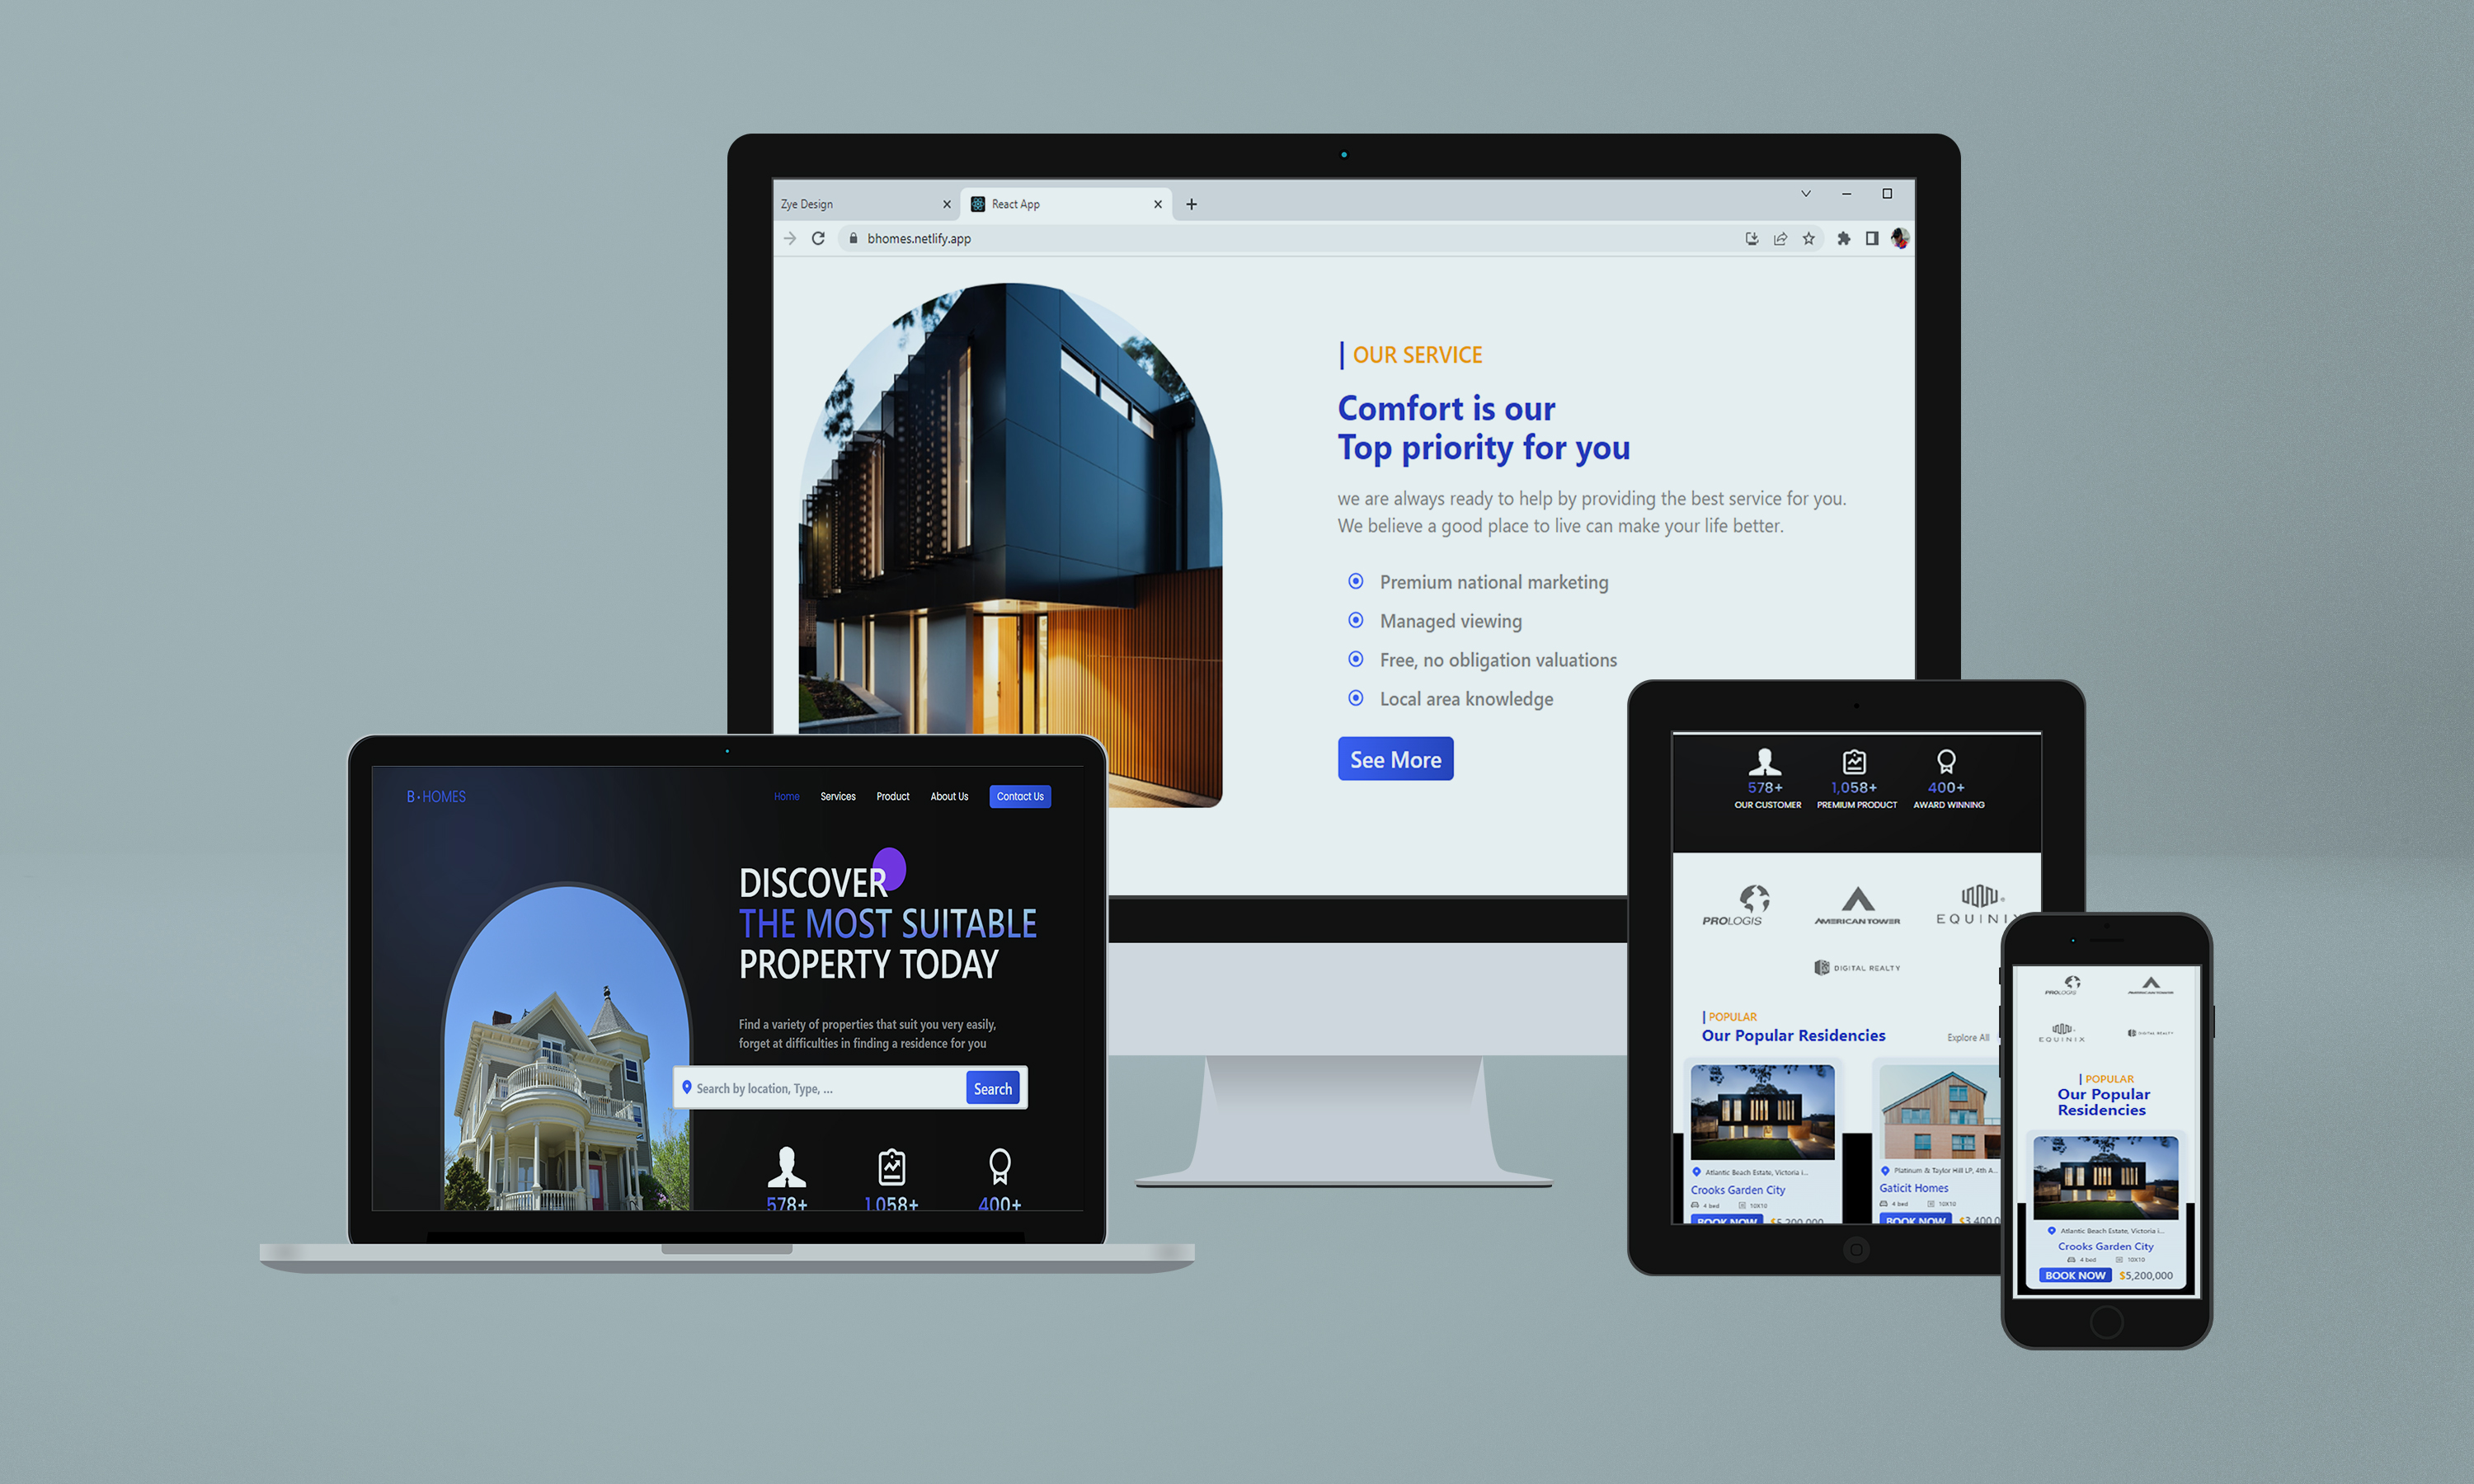 Zye Design
React App
bhomes.netlify.app
OUR SERVICE
Comfort is our
Top priority for you
we are always ready to help by providing the best service for you.
We believe a good place to live can make your life better.
Premium national marketing
Managed viewing
Free, no obligation valuations
Local area knowledge
See More
B·HOMES
Home Services Product About Us Contact Us
DISCOVER
THE MOST SUITABLE
PROPERTY TODAY
Find a variety of properties that suit you very easily,
forget at difficulties in finding a residence for you
Search by location, Type, ... Search
578+ 1,058+ 400+
578+ 1,058+ 400+
OUR CUSTOMER PREMIUM PRODUCT AWARD WINNING
PROLOGIS AMERICAN TOWER EQUINIX
DIGITAL REALTY
POPULAR
Our Popular Residencies Explore All
Atlantic Beach Estate, Victoria i...
Crooks Garden City
4 bed 10X10
BOOK NOW $5,200,000
Platinum & Taylor Hill LP, 4th A...
Gaticit Homes
4 bed 10X10
BOOK NOW $3,400,0
PROLOGIS AMERICAN TOWER
EQUINIX DIGITAL REALTY
POPULAR
Our Popular
Residencies
Atlantic Beach Estate, Victoria i...
Crooks Garden City
4 bed 10X10
BOOK NOW $5,200,000